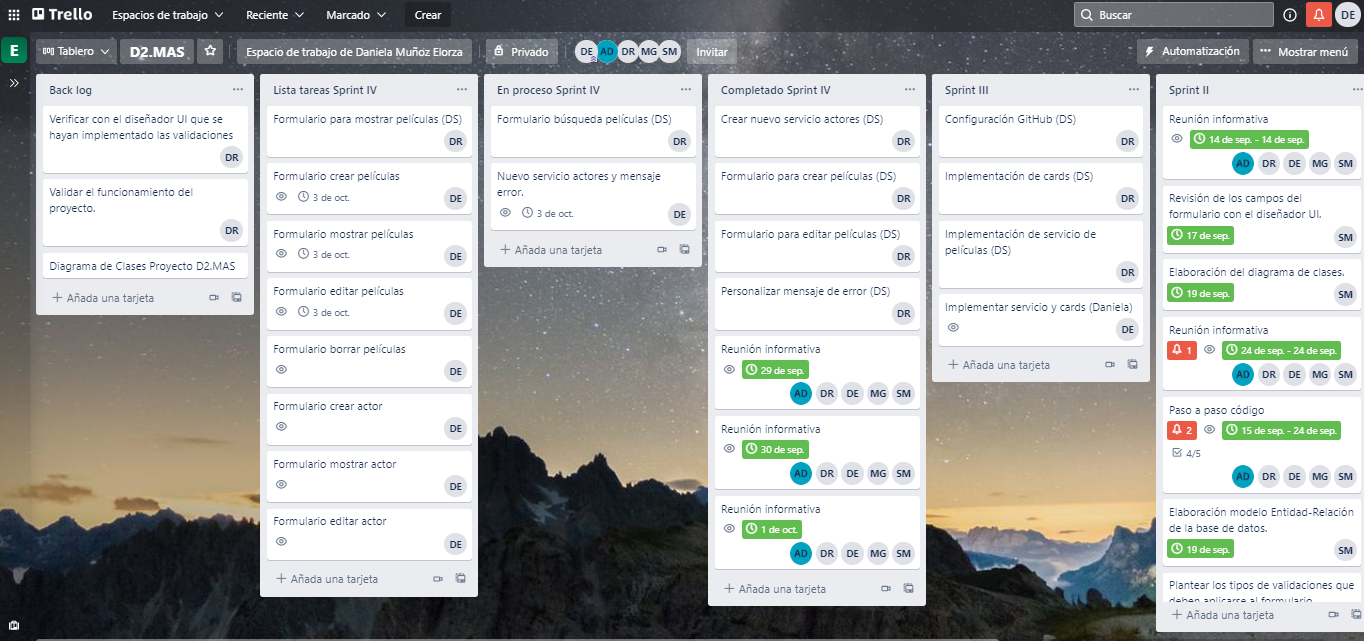 Trello
Espacios de trabajo
Reciente
Marcado
Crear
Buscar
DE
E
Tablero
D2.MAS
Espacio de trabajo de Daniela Muñoz Elorza
Privado
DE
AD
DR
MG
SM
Invitar
Automatización
Mostrar menú
Back log
Verificar con el diseñador UI que se
hayan implementado las validaciones
DR
Validar el funcionamiento del
proyecto.
DR
Diagrama de Clases Proyecto D2.MAS
Añada una tarjeta
Lista tareas Sprint IV
Formulario para mostrar películas (DS)
DR
Formulario crear películas
3 de oct.
DE
Formulario mostrar películas
3 de oct.
DE
Formulario editar películas
3 de oct.
DE
Formulario borrar películas
DE
Formulario crear actor
DE
Formulario mostrar actor
DE
Formulario editar actor
DE
Añada una tarjeta
En proceso Sprint IV
Formulario búsqueda películas (DS)
DR
Nuevo servicio actores y mensaje
error.
3 de oct.
DE
Añada una tarjeta
Completado Sprint IV
Crear nuevo servicio actores (DS)
DR
Formulario para crear películas (DS)
DR
Formulario para editar películas (DS)
DR
Personalizar mensaje de error (DS)
DR
Reunión informativa
29 de sep.
AD DR DE MG SM
Reunión informativa
30 de sep.
AD DR DE MG SM
Reunión informativa
1 de oct.
AD DR DE MG SM
Añada una tarjeta
Sprint III
Configuración GitHub (DS)
DR
Implementación de cards (DS)
DR
Implementación de servicio de
películas (DS)
DR
Implementar servicio y cards (Daniela)
DE
Añada una tarjeta
Sprint II
Reunión informativa
14 de sep. - 14 de sep.
AD DR DE MG SM
Revisión de los campos del
formulario con el diseñador UI.
17 de sep.
SM
Elaboración del diagrama de clases.
19 de sep.
SM
Reunión informativa
1
24 de sep. - 24 de sep.
AD DR DE MG SM
Paso a paso código
2
15 de sep. - 24 de sep.
4/5
AD DR DE MG SM
Elaboración modelo Entidad-Relación
de la base de datos.
19 de sep.
SM
Plantear los tipos de validaciones que
deben aplicarse al formulario
Añada una tarjeta